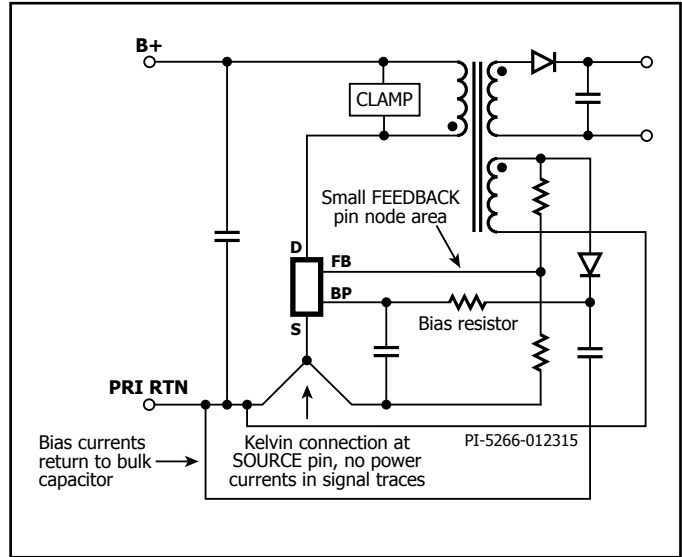 B+
CLAMP
Small FEEDBACK
pin node area
D
FB
BP
S
Bias resistor
PRI RTN
Bias currents
return to bulk
capacitor
Kelvin connection at
SOURCE pin, no power
currents in signal traces
PI-5266-012315